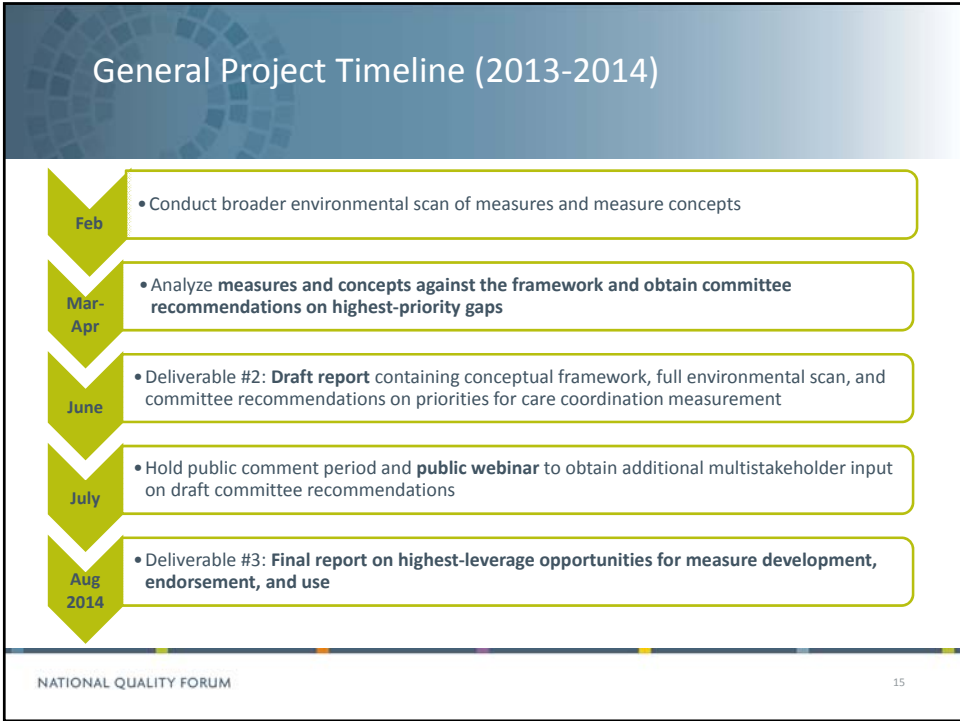 General Project Timeline (2013-2014)
Feb
•Conduct broader environmental scan of measures and measure concepts
Mar-
Apr
•Analyze measures and concepts against the framework and obtain committee
recommendations on highest-priority gaps
June
•Deliverable #2: Draft report containing conceptual framework, full environmental scan, and
committee recommendations on priorities for care coordination measurement
July
•Hold public comment period and public webinar to obtain additional multistakeholder input
on draft committee recommendations
Aug
2014
•Deliverable #3: Final report on highest-leverage opportunities for measure development,
endorsement, and use
NATIONAL QUALITY FORUM
15